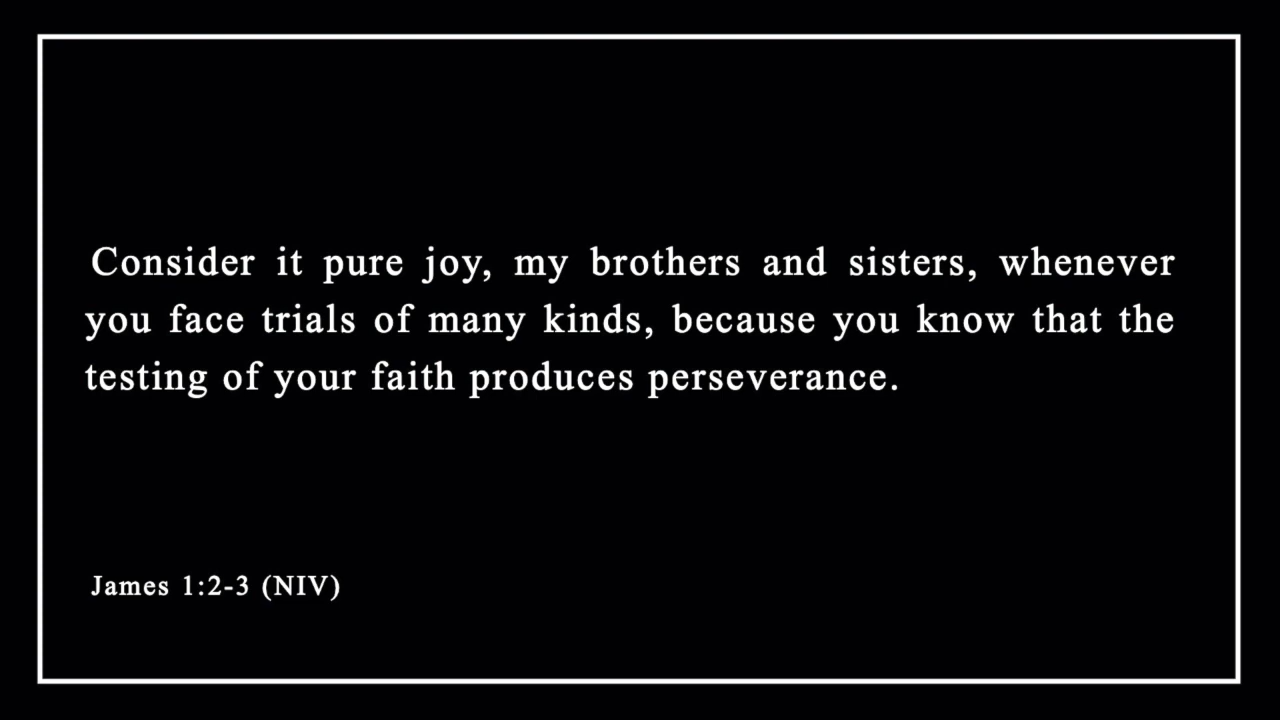 Consider it pure joy, my brothers and sisters, whenever
you face trials of many kinds, because you know that the
testing of your faith produces perseverance.
James 1:2-3 (NIV)